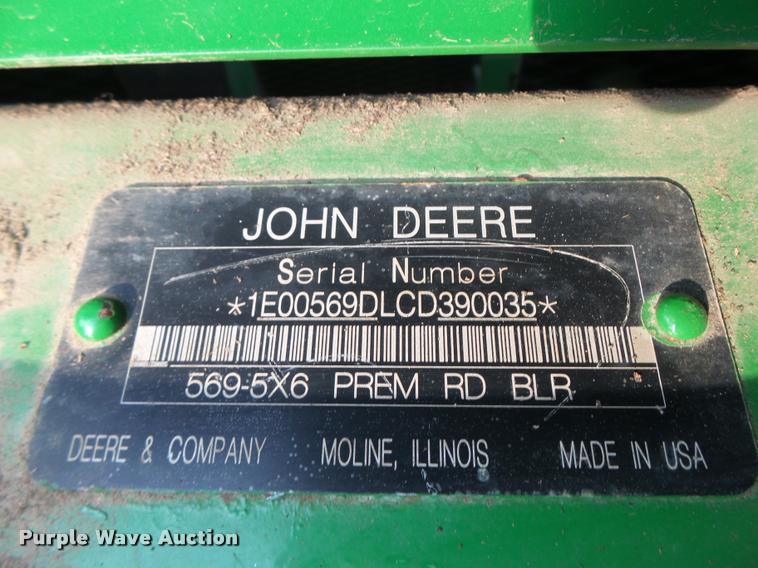 JOHN DEERE
Serial Number
*1E00569DLCD390035*
569-5X6 PREM RD BLR
DEERE & COMPANY MOLINE, ILLINOIS MADE IN USA
Purple Wave Auction